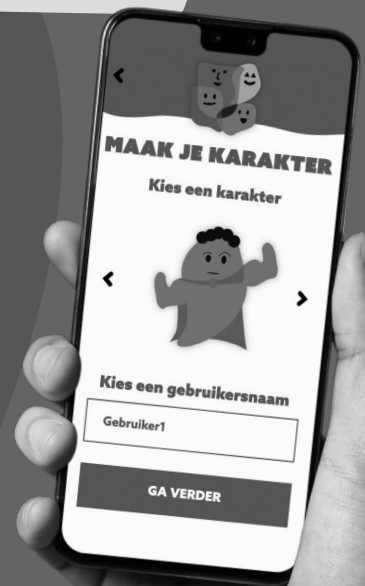 MAAK JE KARAKTER
Kies een karakter
Kies een gebruikersnaam
Gebruiker1
GA VERDER